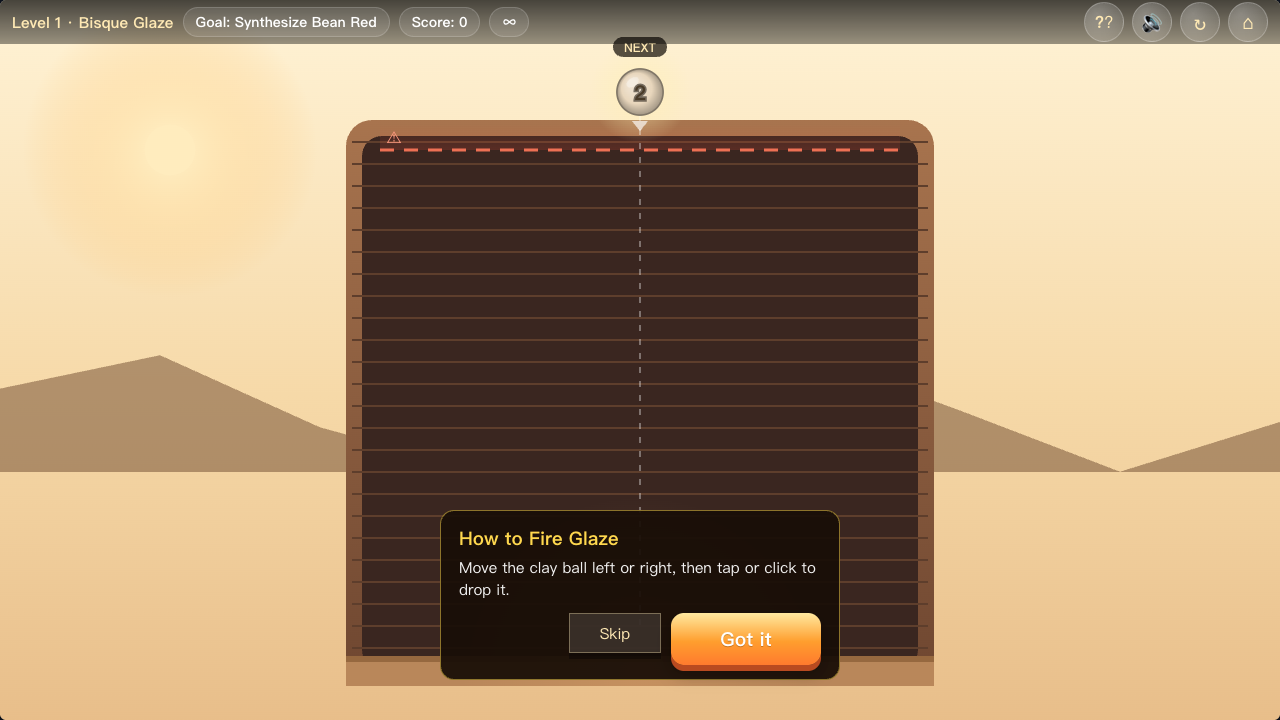 Level 1 · Bisque Glaze
Goal: Synthesize Bean Red
Score: 0
∞
??
NEXT
2
How to Fire Glaze
Move the clay ball left or right, then tap or click to
drop it.
Skip
Got it